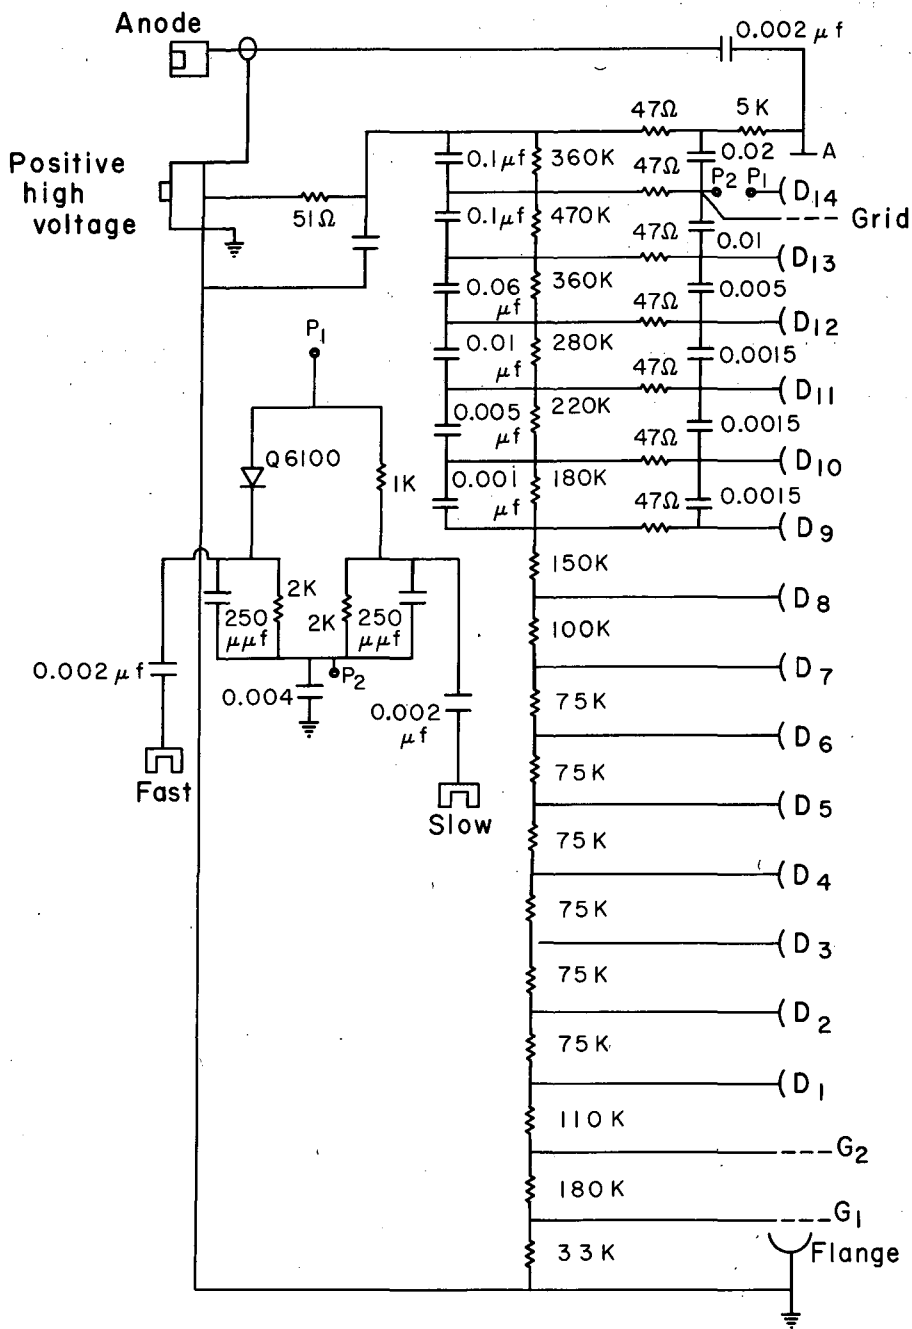 Anode
0.002 μf
47Ω
5K
A
Positive
high
voltage
0.1μf
360K
47Ω
0.02
P2 P1
D14
51Ω
0.1μf
470K
47Ω
0.01
Grid
D13
0.06
μf
360K
47Ω
0.005
D12
P1
0.01
μf
280K
47Ω
0.0015
D11
0.005
μf
220K
47Ω
0.0015
D10
Q6100
1K
0.001
μf
180K
47Ω
0.0015
D9
150K
2K
250
μμf
2K
250
μμf
D8
100K
0.002 μf
P2
0.004
0.002
μf
D7
75K
D6
Fast
75K
Slow
D5
75K
D4
75K
D3
75K
D2
75K
D1
110K
G2
180K
G1
33K
Flange